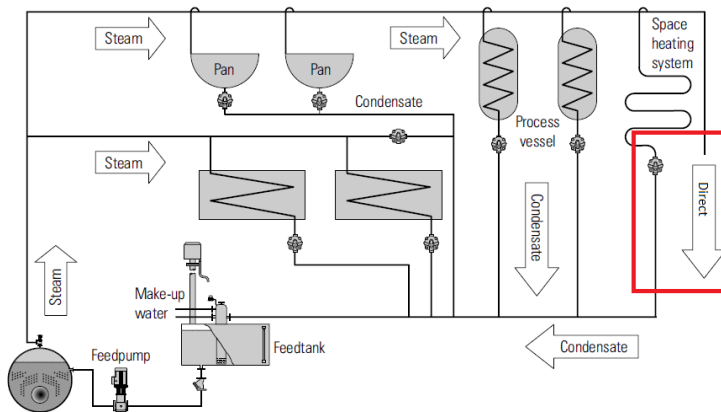 Steam
Pan
Pan
Steam
Space
heating
system
Condensate
Process
vessel
Steam
Condensate
Direct
Steam
Make-up
water
Feedpump
Feedtank
Condensate